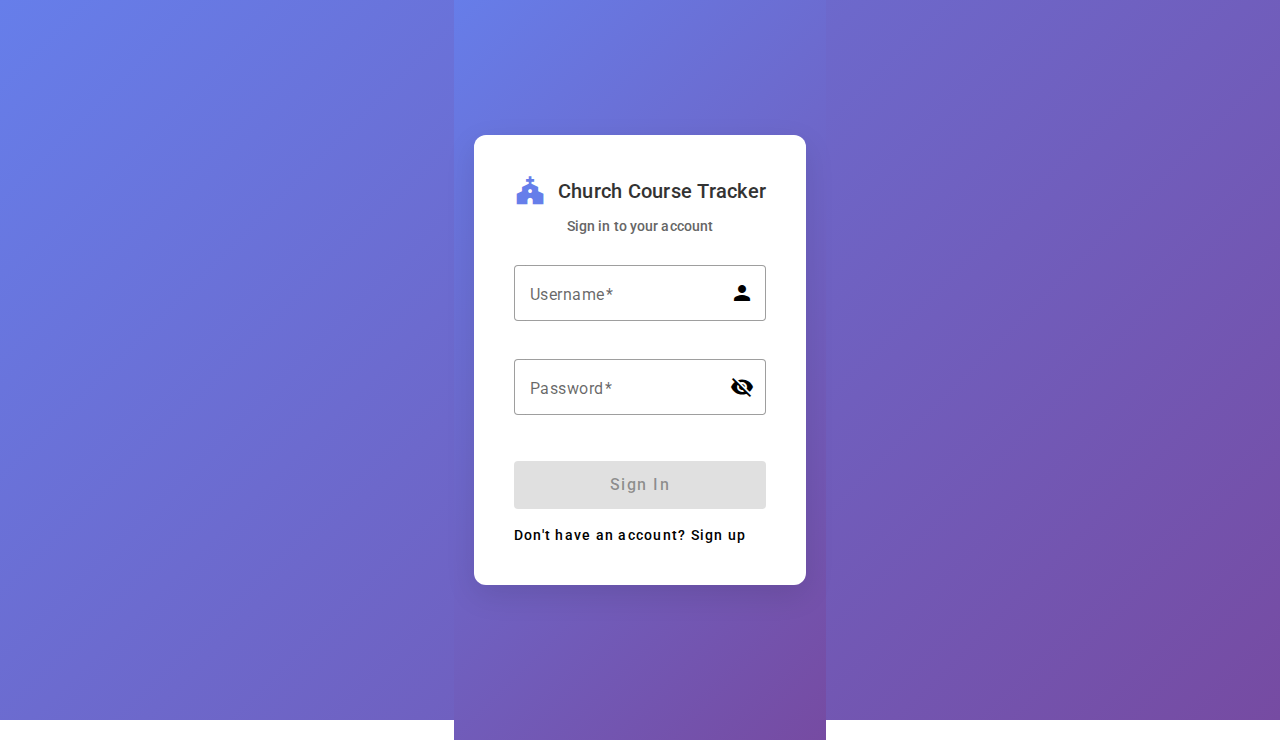 Church Course Tracker
Sign in to your account
Username*
Password*
Sign In
Don't have an account? Sign up